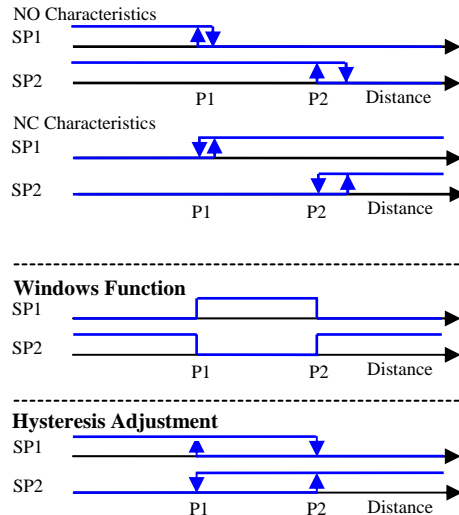 NO Characteristics
SP1
SP2
P1 P2 Distance
NC Characteristics
SP1
SP2
P1 P2 Distance
Windows Function
SP1
SP2
P1 P2 Distance
Hysteresis Adjustment
SP1
SP2
P1 P2 Distance